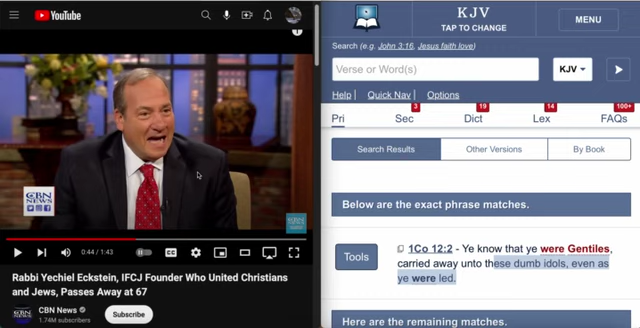 YouTube
CBN
NEWS
CBN
NEWS
0:44 / 1:43
CC
Rabbi Yechiel Eckstein, IFCJ Founder Who United Christians
and Jews, Passes Away at 67
CBN News
1.74M subscribers
Subscribe
KJV
TAP TO CHANGE
MENU
Search (e.g. John 3:16, Jesus faith love)
Verse or Word(s)
KJV
Help| Quick Nav| Options
3 19 14 100+
Pri Sec Dict Lex FAQs
Search Results Other Versions By Book
Below are the exact phrase matches.
Tools
1Co 12:2 - Ye know that ye were Gentiles,
carried away unto these dumb idols, even as
ye were led.
Here are the remaining matches.